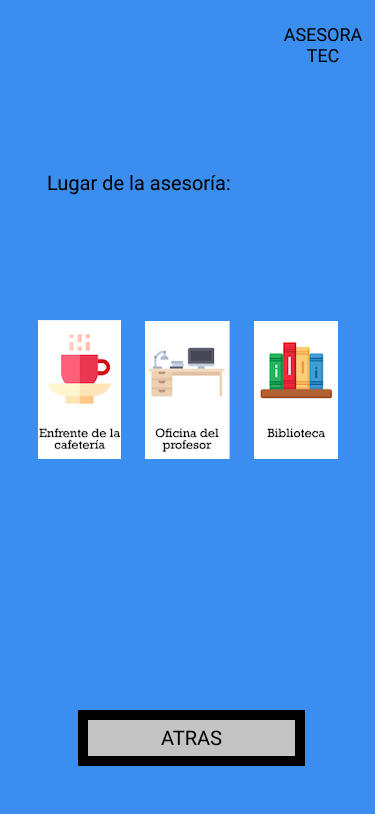 ASESORA
TEC
Lugar de la asesoría:
Enfrente de la
cafetería
Oficina del
profesor
Biblioteca
ATRAS